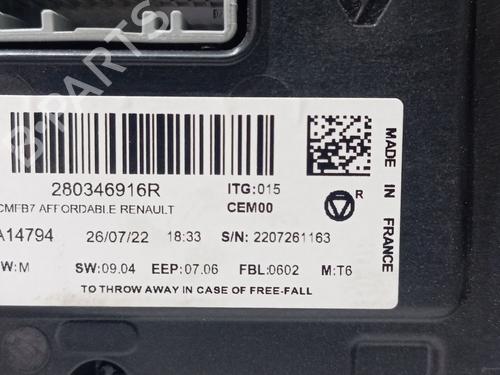 B-PARTS
280346916R
ITG:015
CMFB7 AFFORDABLE RENAULT
CEM00
R
A14794 26/07/22 18:33 S/N: 2207261163
W:M SW:09.04 EEP:07.06 FBL:0602 M:T6
TO THROW AWAY IN CASE OF FREE-FALL
MADE IN FRANCE